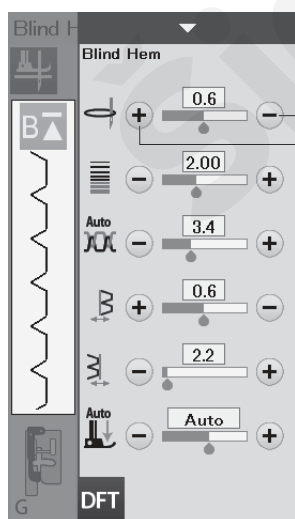 Blind H
Blind Hem
B
0.6
+ −
2.00
− +
Auto
3.4
− +
0.6
+ −
2.2
− +
Auto
Auto
− +
G
DFT